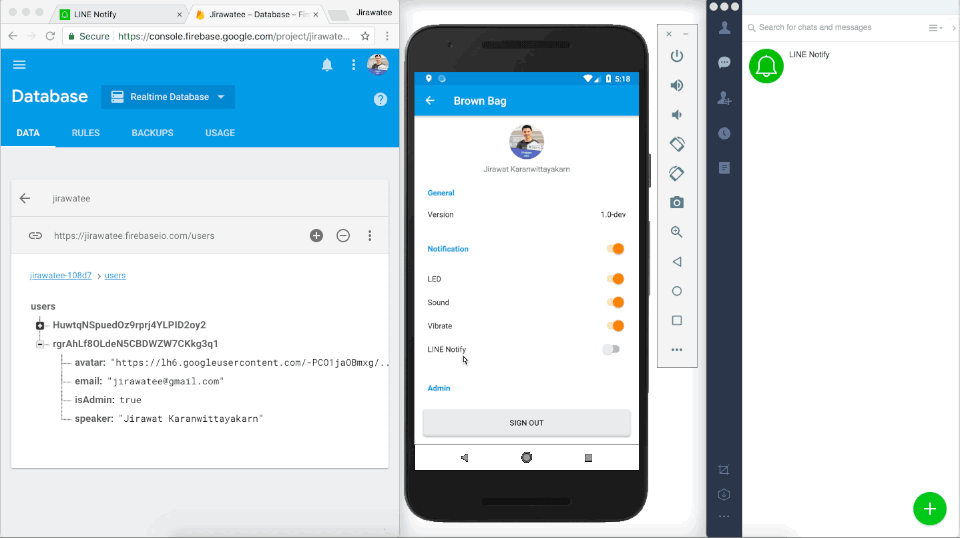 LINE Notify
Jirawatee – Database – Fi
Jirawatee
Secure
https://console.firebase.google.com/project/jirawate...
Database
Realtime Database
DATA
RULES
BACKUPS
USAGE
jirawatee
https://jirawatee.firebaseio.com/users
jirawatee-108d7 > users
users
HuwtqNSpuedOz9rprj4YLPID2oy2
rgrAhLf8OLdeN5CBDWZW7CKkg3q1
avatar: "https://lh6.googleusercontent.com/-PCO1jaOBmxg/..
email: "jirawatee@gmail.com"
isAdmin: true
speaker: "Jirawat Karanwittayakarn"
5:18
Brown Bag
Jirawat Karanwittayakarn
General
Version 1.0-dev
Notification
LED
Sound
Vibrate
LINE Notify
Admin
SIGN OUT
Search for chats and messages
LINE Notify